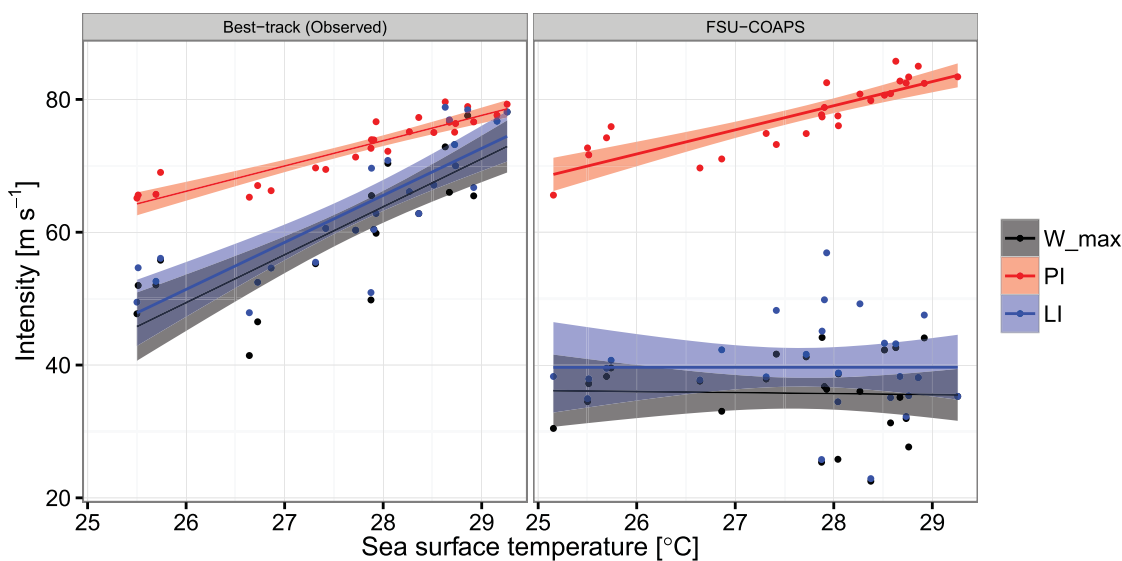 Best−track (Observed)
FSU−COAPS
80
60
40
20
Intensity [m s⁻¹]
25 26 27 28 29
25 26 27 28 29
Sea surface temperature [°C]
W_max
PI
LI